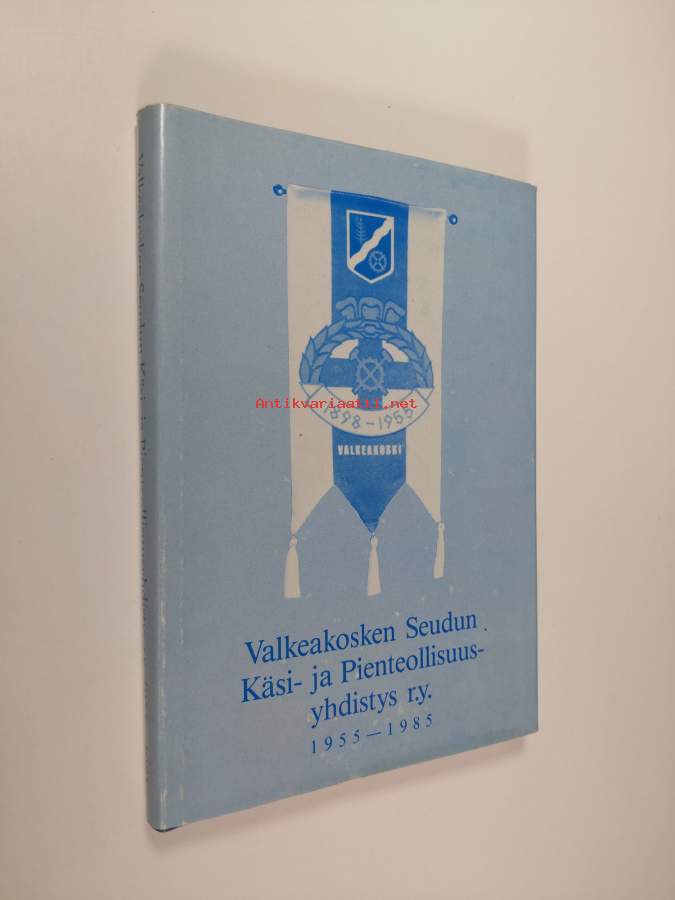 Antikvariaatti.net
1898-1955
VALKEAKOSKI
Valkeakosken Seudun
Käsi- ja Pienteollisuus-
yhdistys r.y.
1955—1985